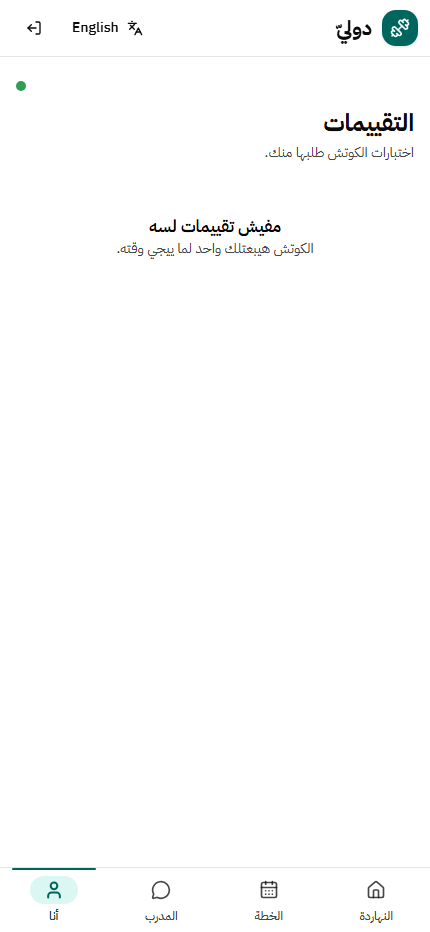 دوليّ
English
التقييمات
اختبارات الكوتش طلبها منك.
مفيش تقييمات لسه
الكوتش هيبعتلك واحد لما ييجي وقته.
النهاردة
الخطة
المدرب
أنا